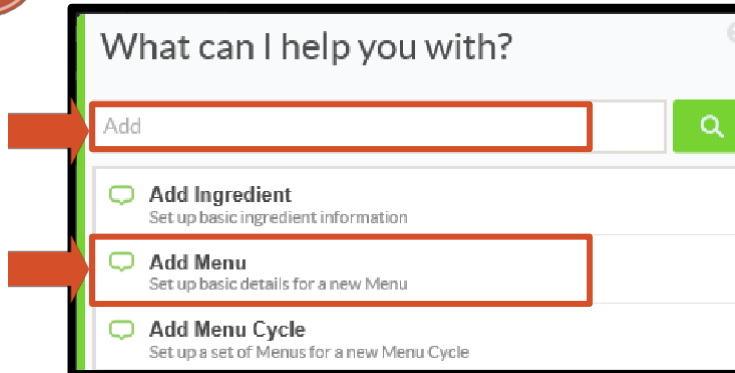 What can I help you with?
Add
Add Ingredient
Set up basic ingredient information
Add Menu
Set up basic details for a new Menu
Add Menu Cycle
Set up a set of Menus for a new Menu Cycle